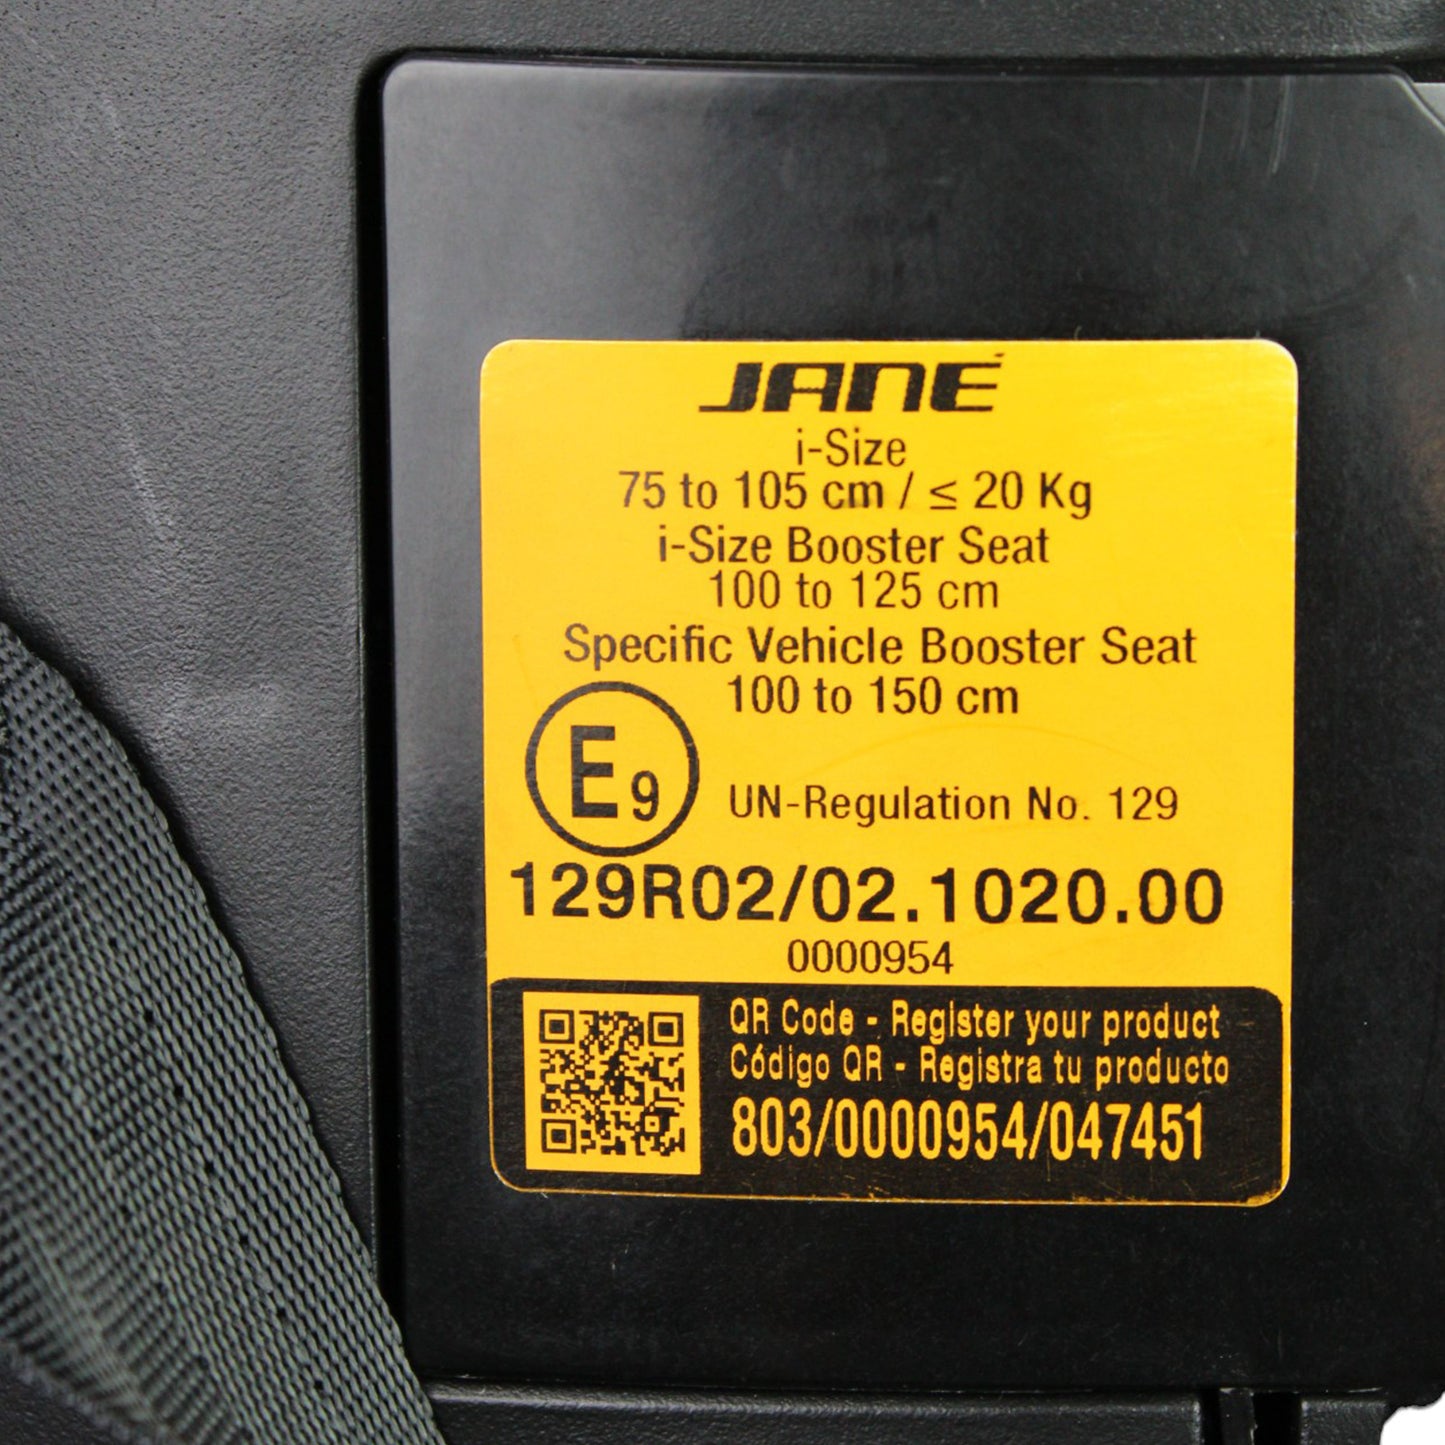 JANÉ
i-Size
75 to 105 cm / ≤ 20 Kg
i-Size Booster Seat
100 to 125 cm
Specific Vehicle Booster Seat
100 to 150 cm
E9
UN-Regulation No. 129
129R02/02.1020.00
0000954
QR Code - Register your product
Código QR - Registra tu producto
803/0000954/047451